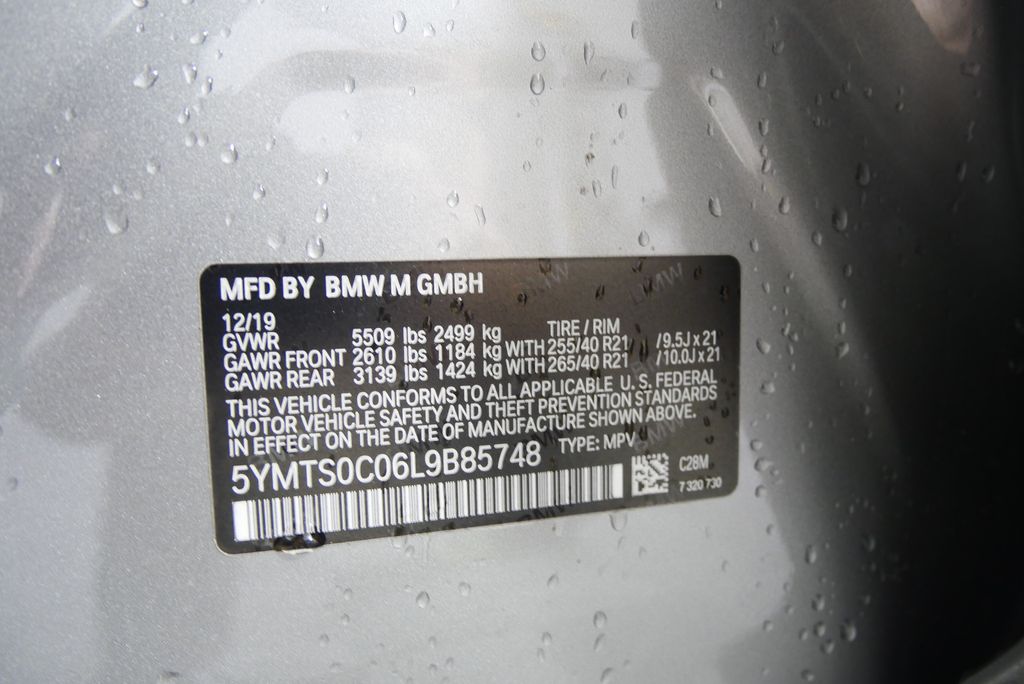 MFD BY BMW M GMBH
12/19 TIRE / RIM
GVWR 5509 lbs 2499 kg
GAWR FRONT 2610 lbs 1184 kg WITH 255/40 R21 /9.5J x 21
GAWR REAR 3139 lbs 1424 kg WITH 265/40 R21 /10.0J x 21
THIS VEHICLE CONFORMS TO ALL APPLICABLE U. S. FEDERAL
MOTOR VEHICLE SAFETY AND THEFT PREVENTION STANDARDS
IN EFFECT ON THE DATE OF MANUFACTURE SHOWN ABOVE.
5YMTS0C06L9B85748 TYPE: MPV
C28M
7 320 730